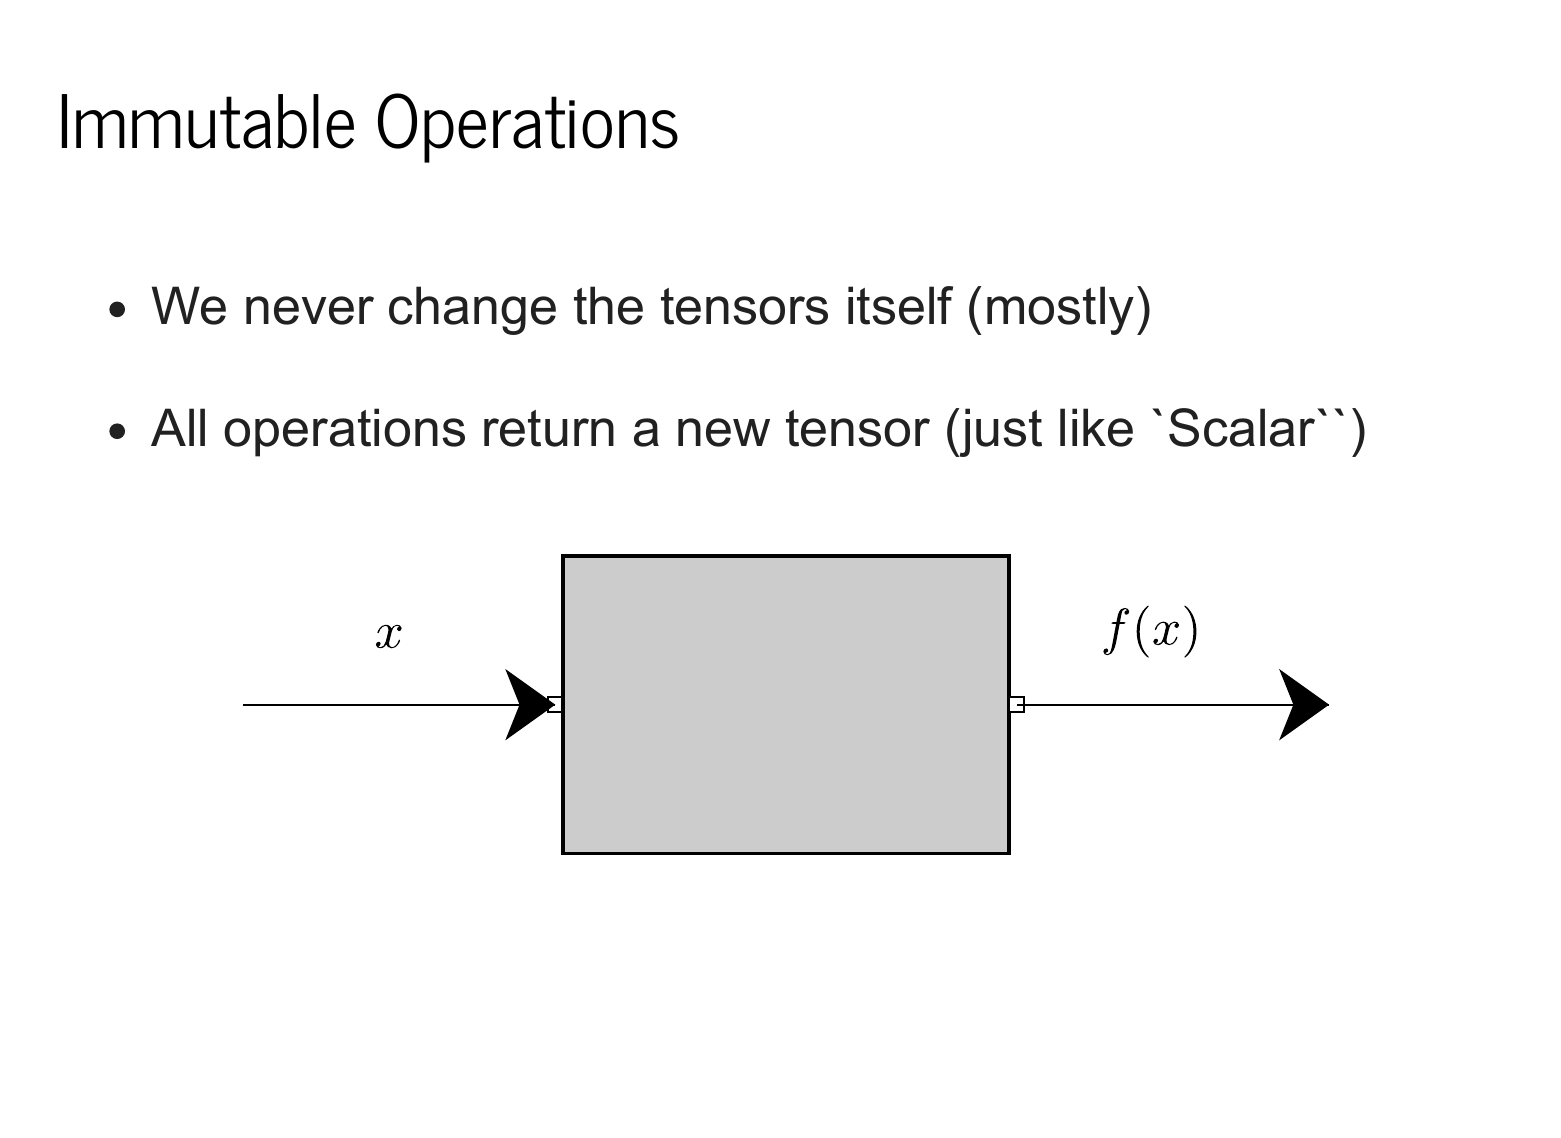 Immutable Operations
• We never change the tensors itself (mostly)
• All operations return a new tensor (just like `Scalar``)
x
f(x)